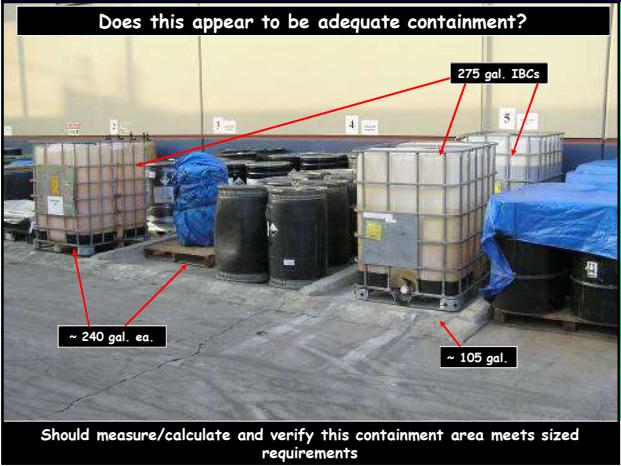 Does this appear to be adequate containment?
275 gal. IBCs
2
3
4
5
~ 240 gal. ea.
~ 105 gal.
Should measure/calculate and verify this containment area meets sized
requirements